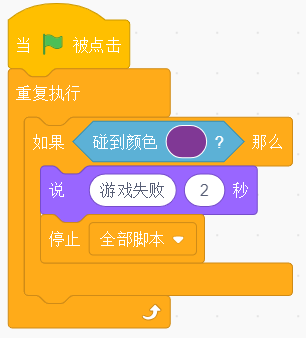 当 被点击
重复执行
如果 碰到颜色 ? 那么
说 游戏失败 2 秒
停止 全部脚本